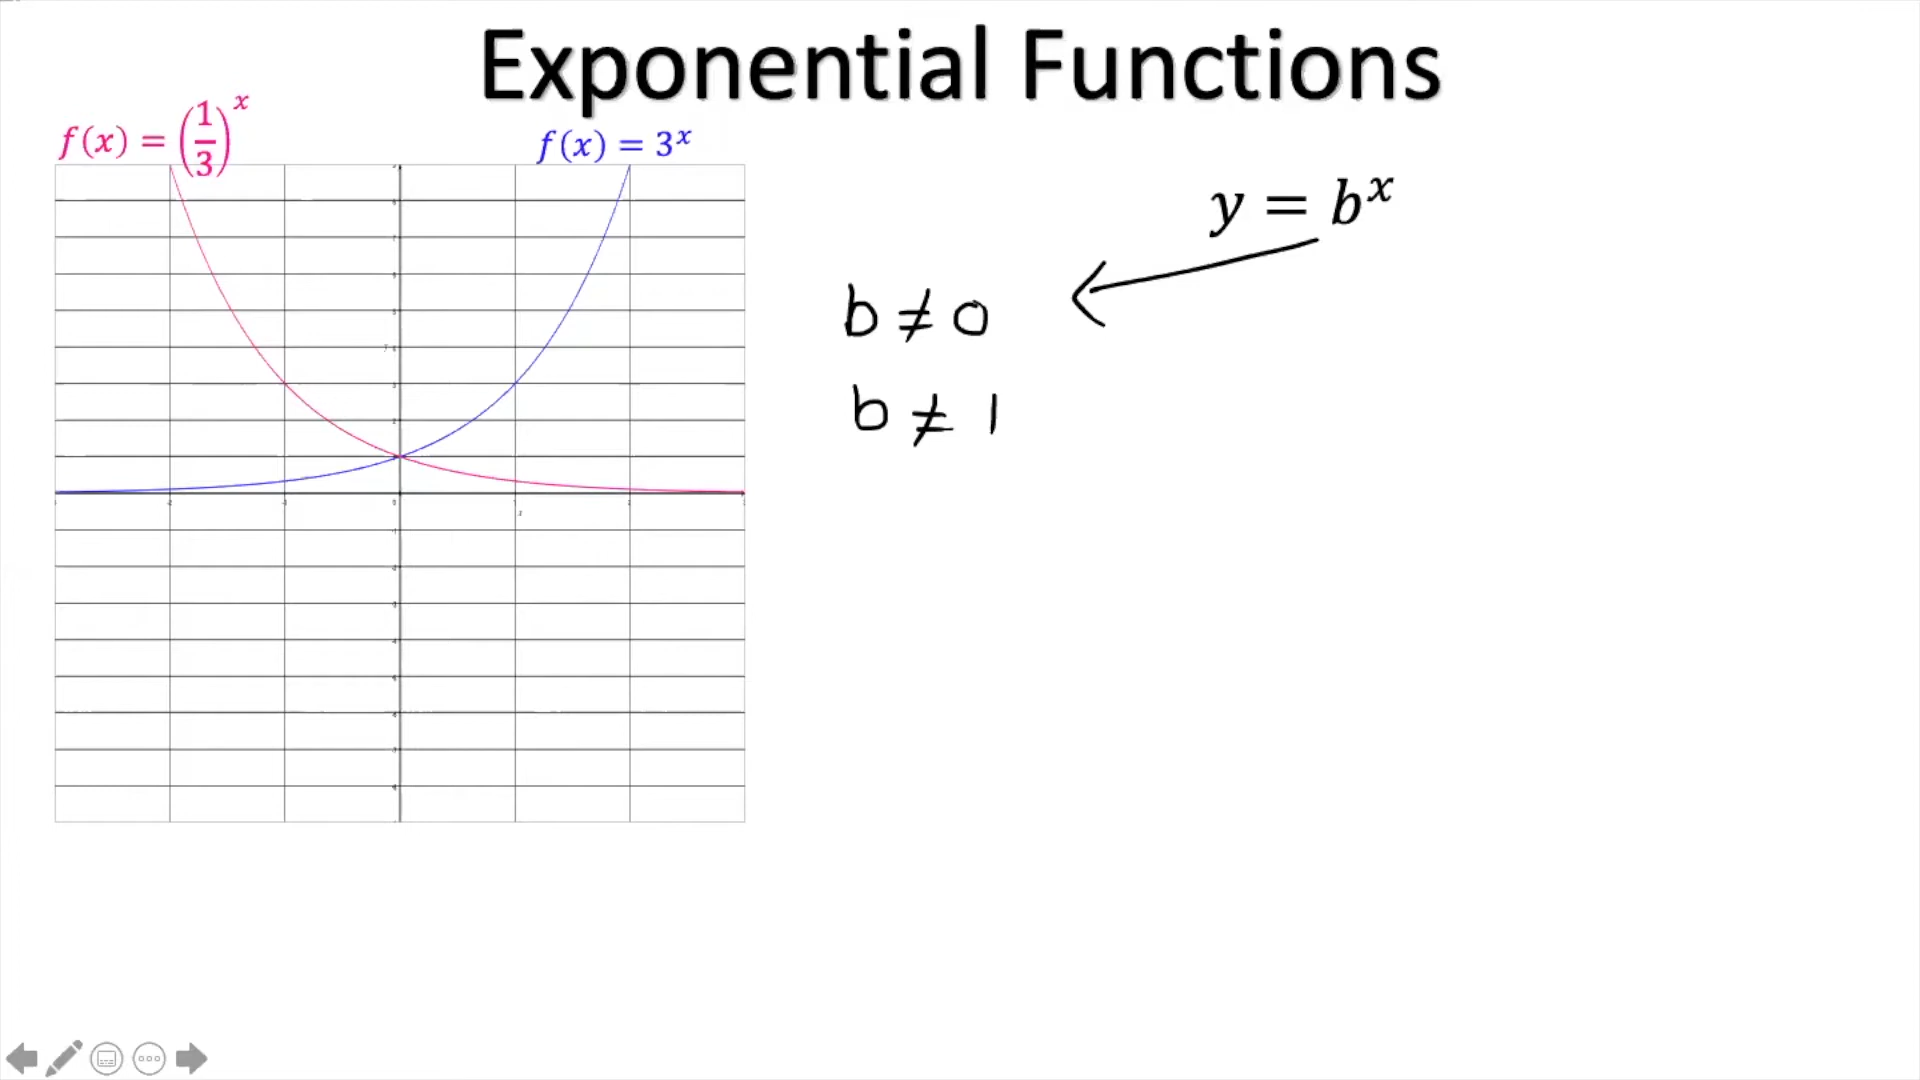 Exponential Functions
f(x) = (1/3)^x
f(x) = 3^x
y = b^x
b ≠ 0
b ≠ 1